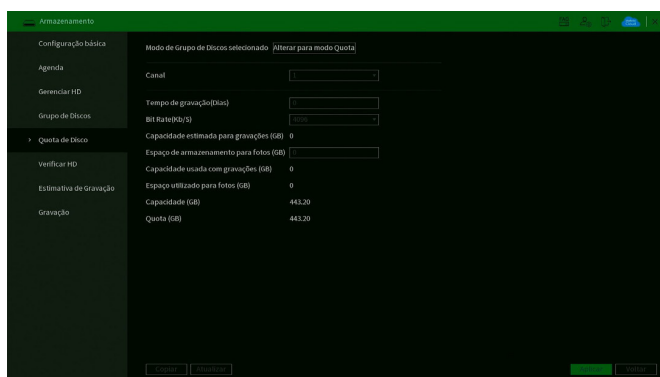 Armazenamento
Configuração básica
Agenda
Gerenciar HD
Grupo de Discos
> Quota de Disco
Verificar HD
Estimativa de Gravação
Gravação
Modo de Grupo de Discos selecionado Alterar para modo Quota
Canal 1
Tempo de gravação(Dias) 0
Bit Rate(Kb/S) 4096
Capacidade estimada para gravações (GB) 0
Espaço de armazenamento para fotos (GB) 0
Capacidade usada com gravações (GB) 0
Espaço utilizado para fotos (GB) 0
Capacidade (GB) 443.20
Quota (GB) 443.20
Copiar Atualizar Aplicar Voltar